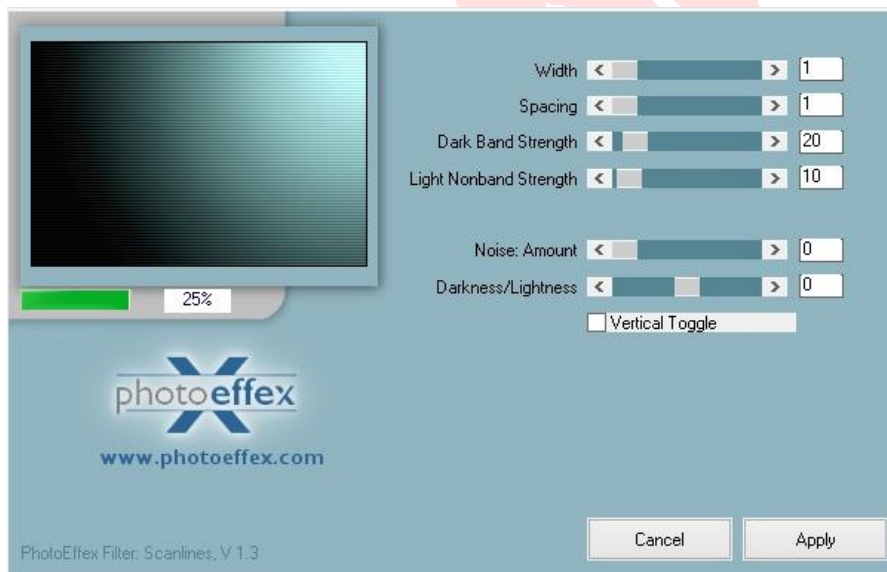 Width < > 1
Spacing < > 1
Dark Band Strength < > 20
Light Nonband Strength < > 10
Noise: Amount < > 0
Darkness/Lightness < > 0
Vertical Toggle
25%
photoeffex
www.photoeffex.com
PhotoEffex Filter: Scanlines, V 1.3
Cancel Apply